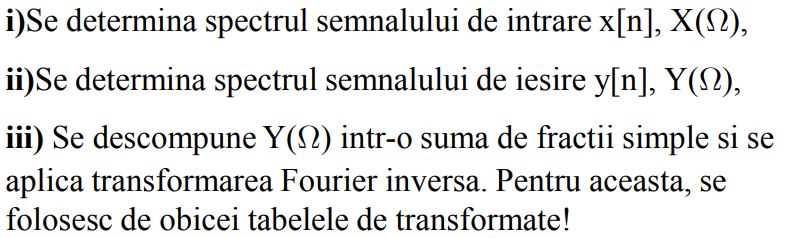 i)Se determina spectrul semnalului de intrare x[n], X(Ω),
ii)Se determina spectrul semnalului de iesire y[n], Y(Ω),
iii) Se descompune Y(Ω) intr-o suma de fractii simple si se
aplica transformarea Fourier inversa. Pentru aceasta, se
folosesc de obicei tabelele de transformate!